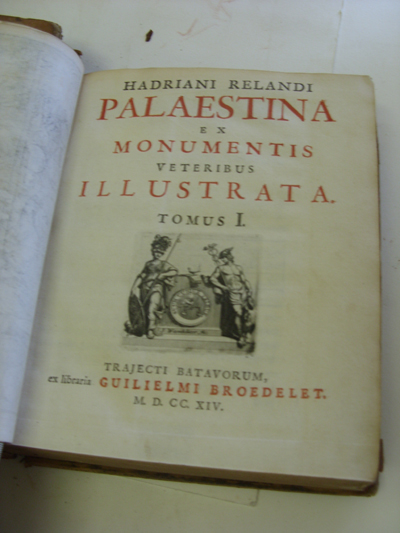 HADRIANI RELANDI
PALAESTINA
EX
MONUMENTIS
VETERIBUS
ILLUSTRATA.
TOMUS I.
TRAJECTI BATAVORUM,
ex libraria GUILIELMI BROEDELET.
M. D. CC. XIV.